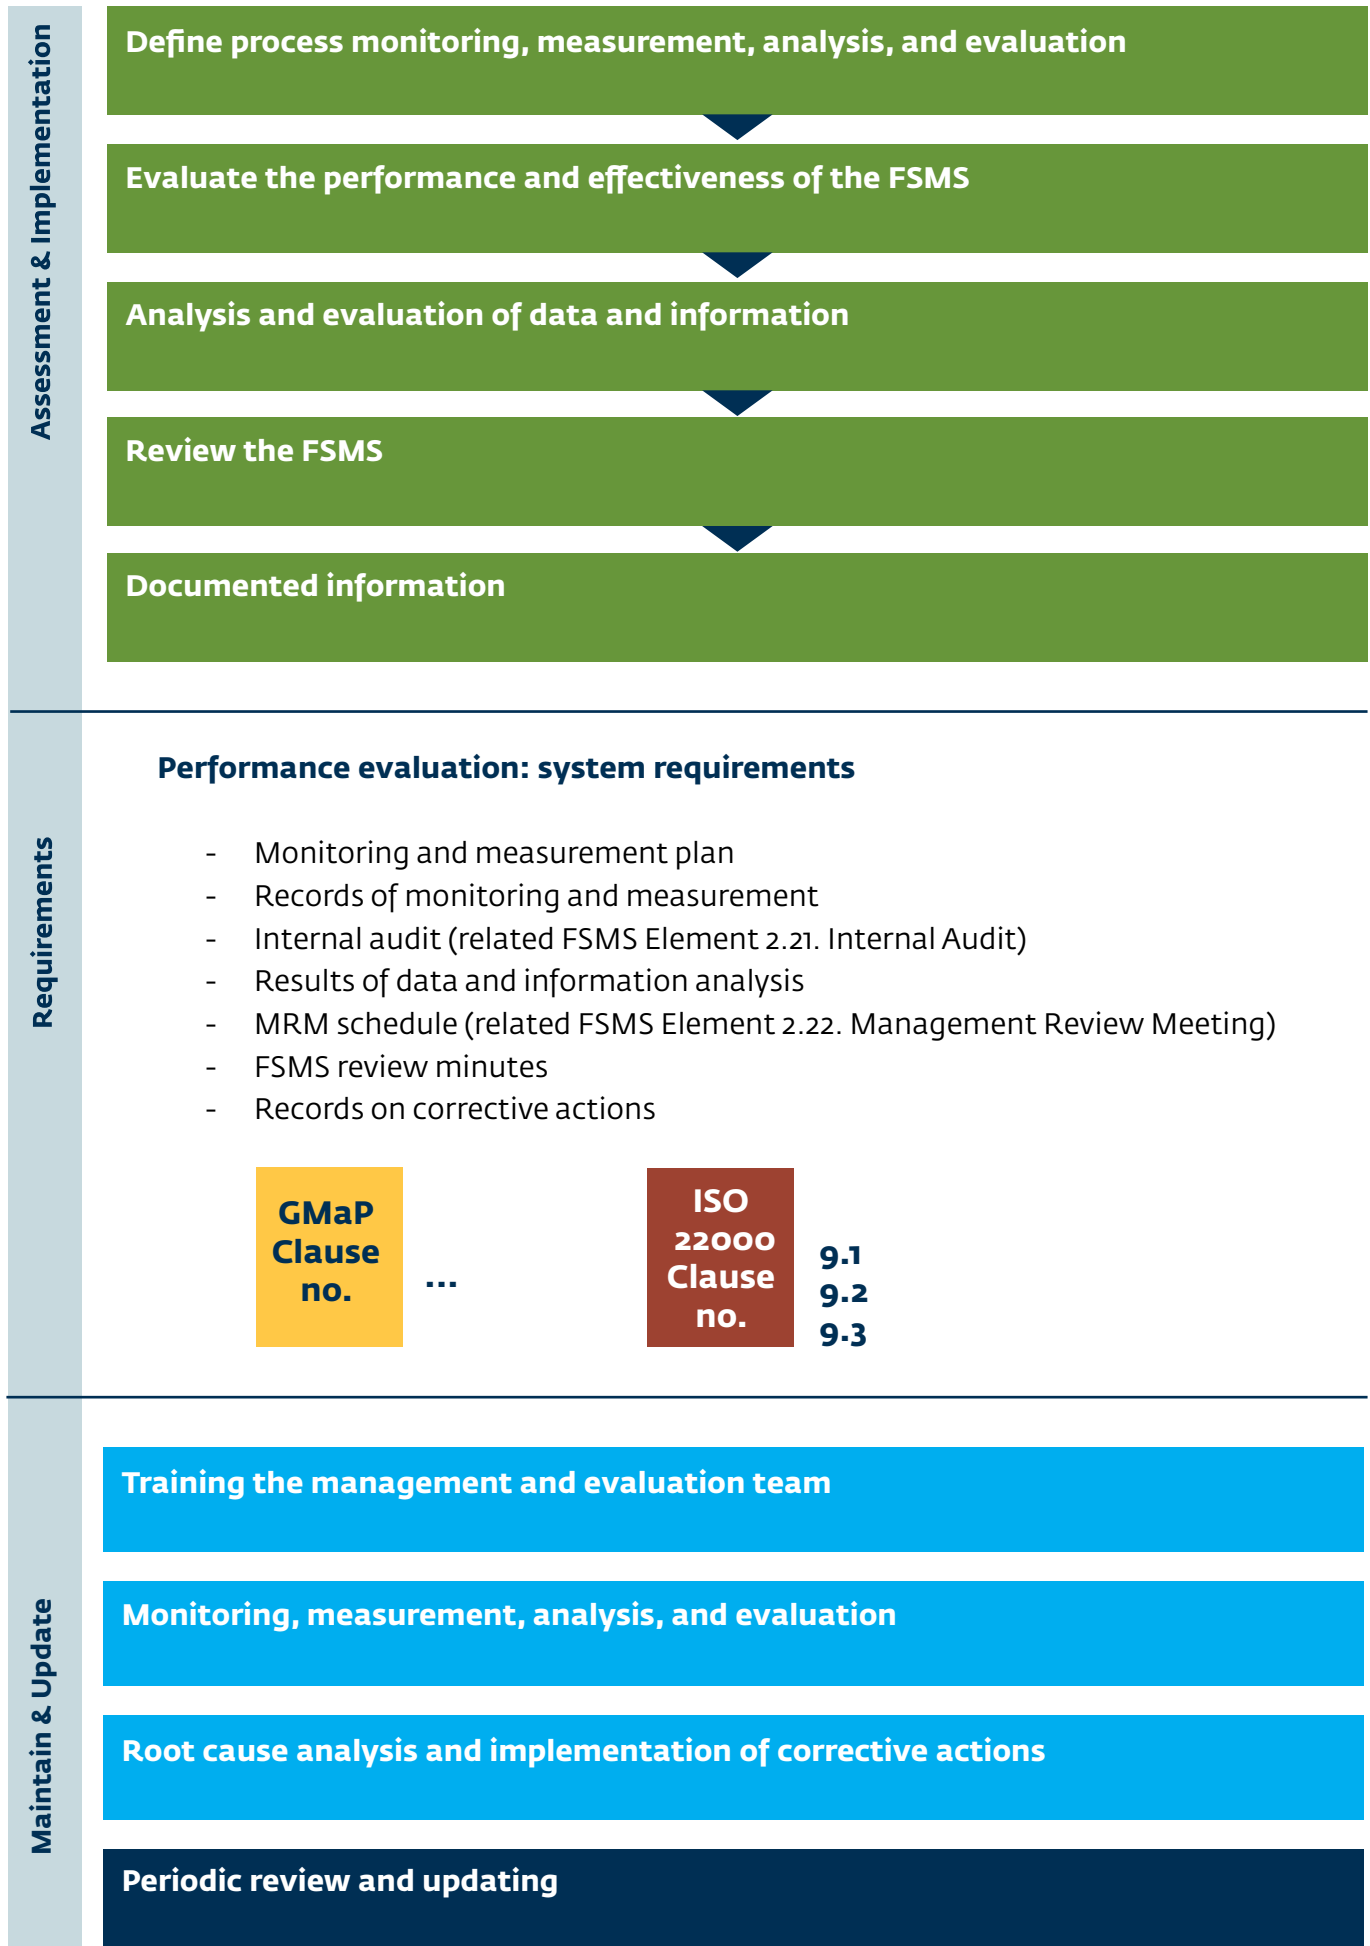 Assessment & Implementation
Define process monitoring, measurement, analysis, and evaluation
Evaluate the performance and effectiveness of the FSMS
Analysis and evaluation of data and information
Review the FSMS
Documented information
Requirements
Performance evaluation: system requirements
- Monitoring and measurement plan
- Records of monitoring and measurement
- Internal audit (related FSMS Element 2.21. Internal Audit)
- Results of data and information analysis
- MRM schedule (related FSMS Element 2.22. Management Review Meeting)
- FSMS review minutes
- Records on corrective actions
GMaP
Clause
no.
...
ISO
22000
Clause
no.
9.1
9.2
9.3
Maintain & Update
Training the management and evaluation team
Monitoring, measurement, analysis, and evaluation
Root cause analysis and implementation of corrective actions
Periodic review and updating